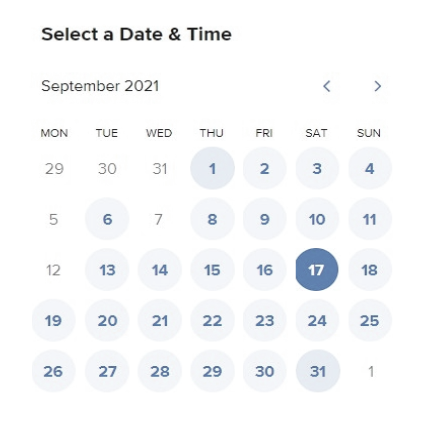 Select a Date & Time
September 2021
MON TUE WED THU FRI SAT SUN
29 30 31 1 2 3 4
5 6 7 8 9 10 11
12 13 14 15 16 17 18
19 20 21 22 23 24 25
26 27 28 29 30 31 1